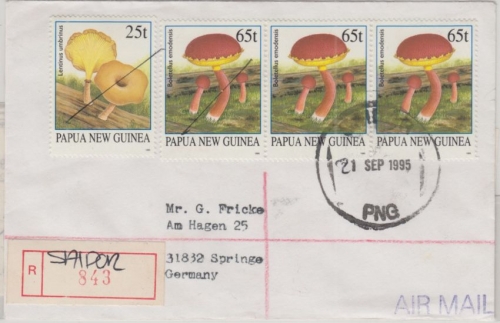 25t
Lentinus umbrinus
PAPUA NEW GUINEA
65t
Boletellus emodensis
PAPUA NEW GUINEA
65t
Boletellus emodensis
PAPUA NEW GUINEA
65t
Boletellus emodensis
PAPUA NEW GUINEA
21 SEP 1995
PNG
Mr. G. Fricke
Am Hagen 25
31832 Springe
Germany
R
SAIDOR
843
AIR MAIL